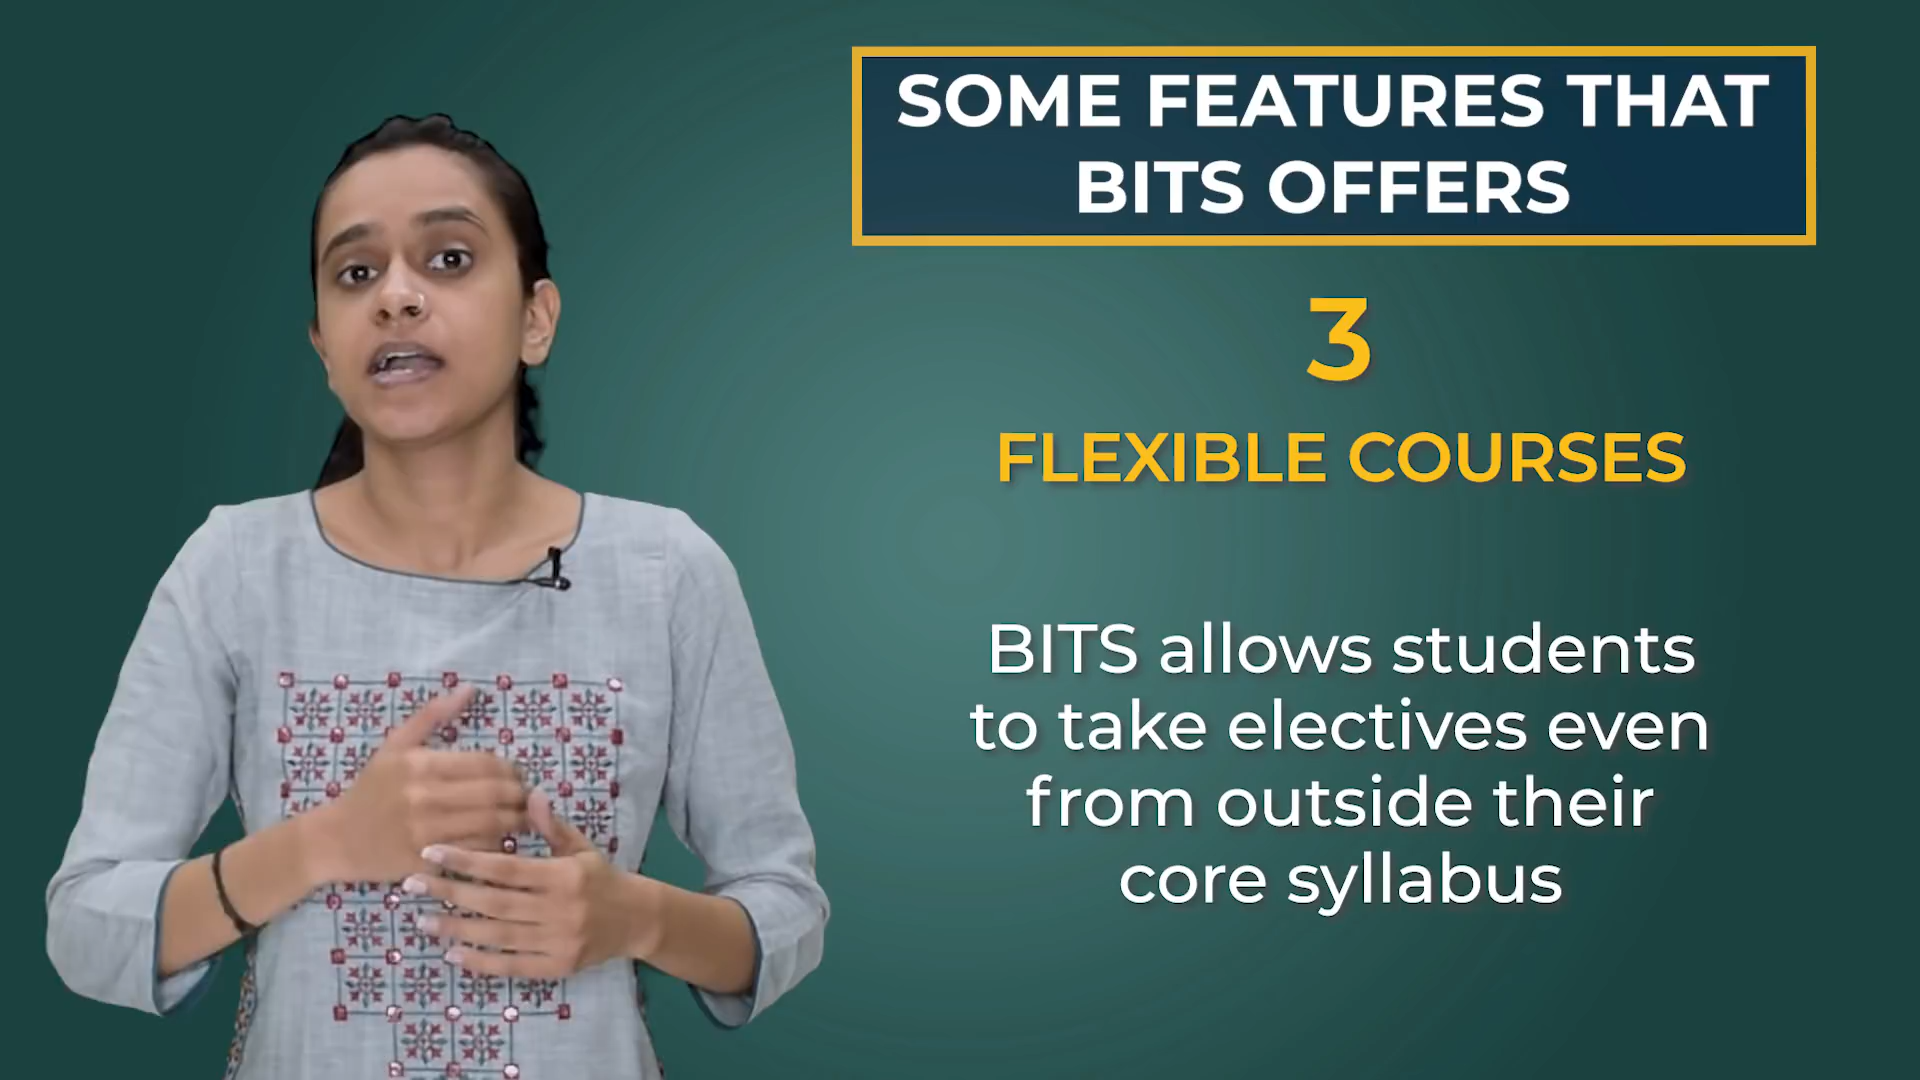 SOME FEATURES THAT
BITS OFFERS
3
FLEXIBLE COURSES
BITS allows students
to take electives even
from outside their
core syllabus